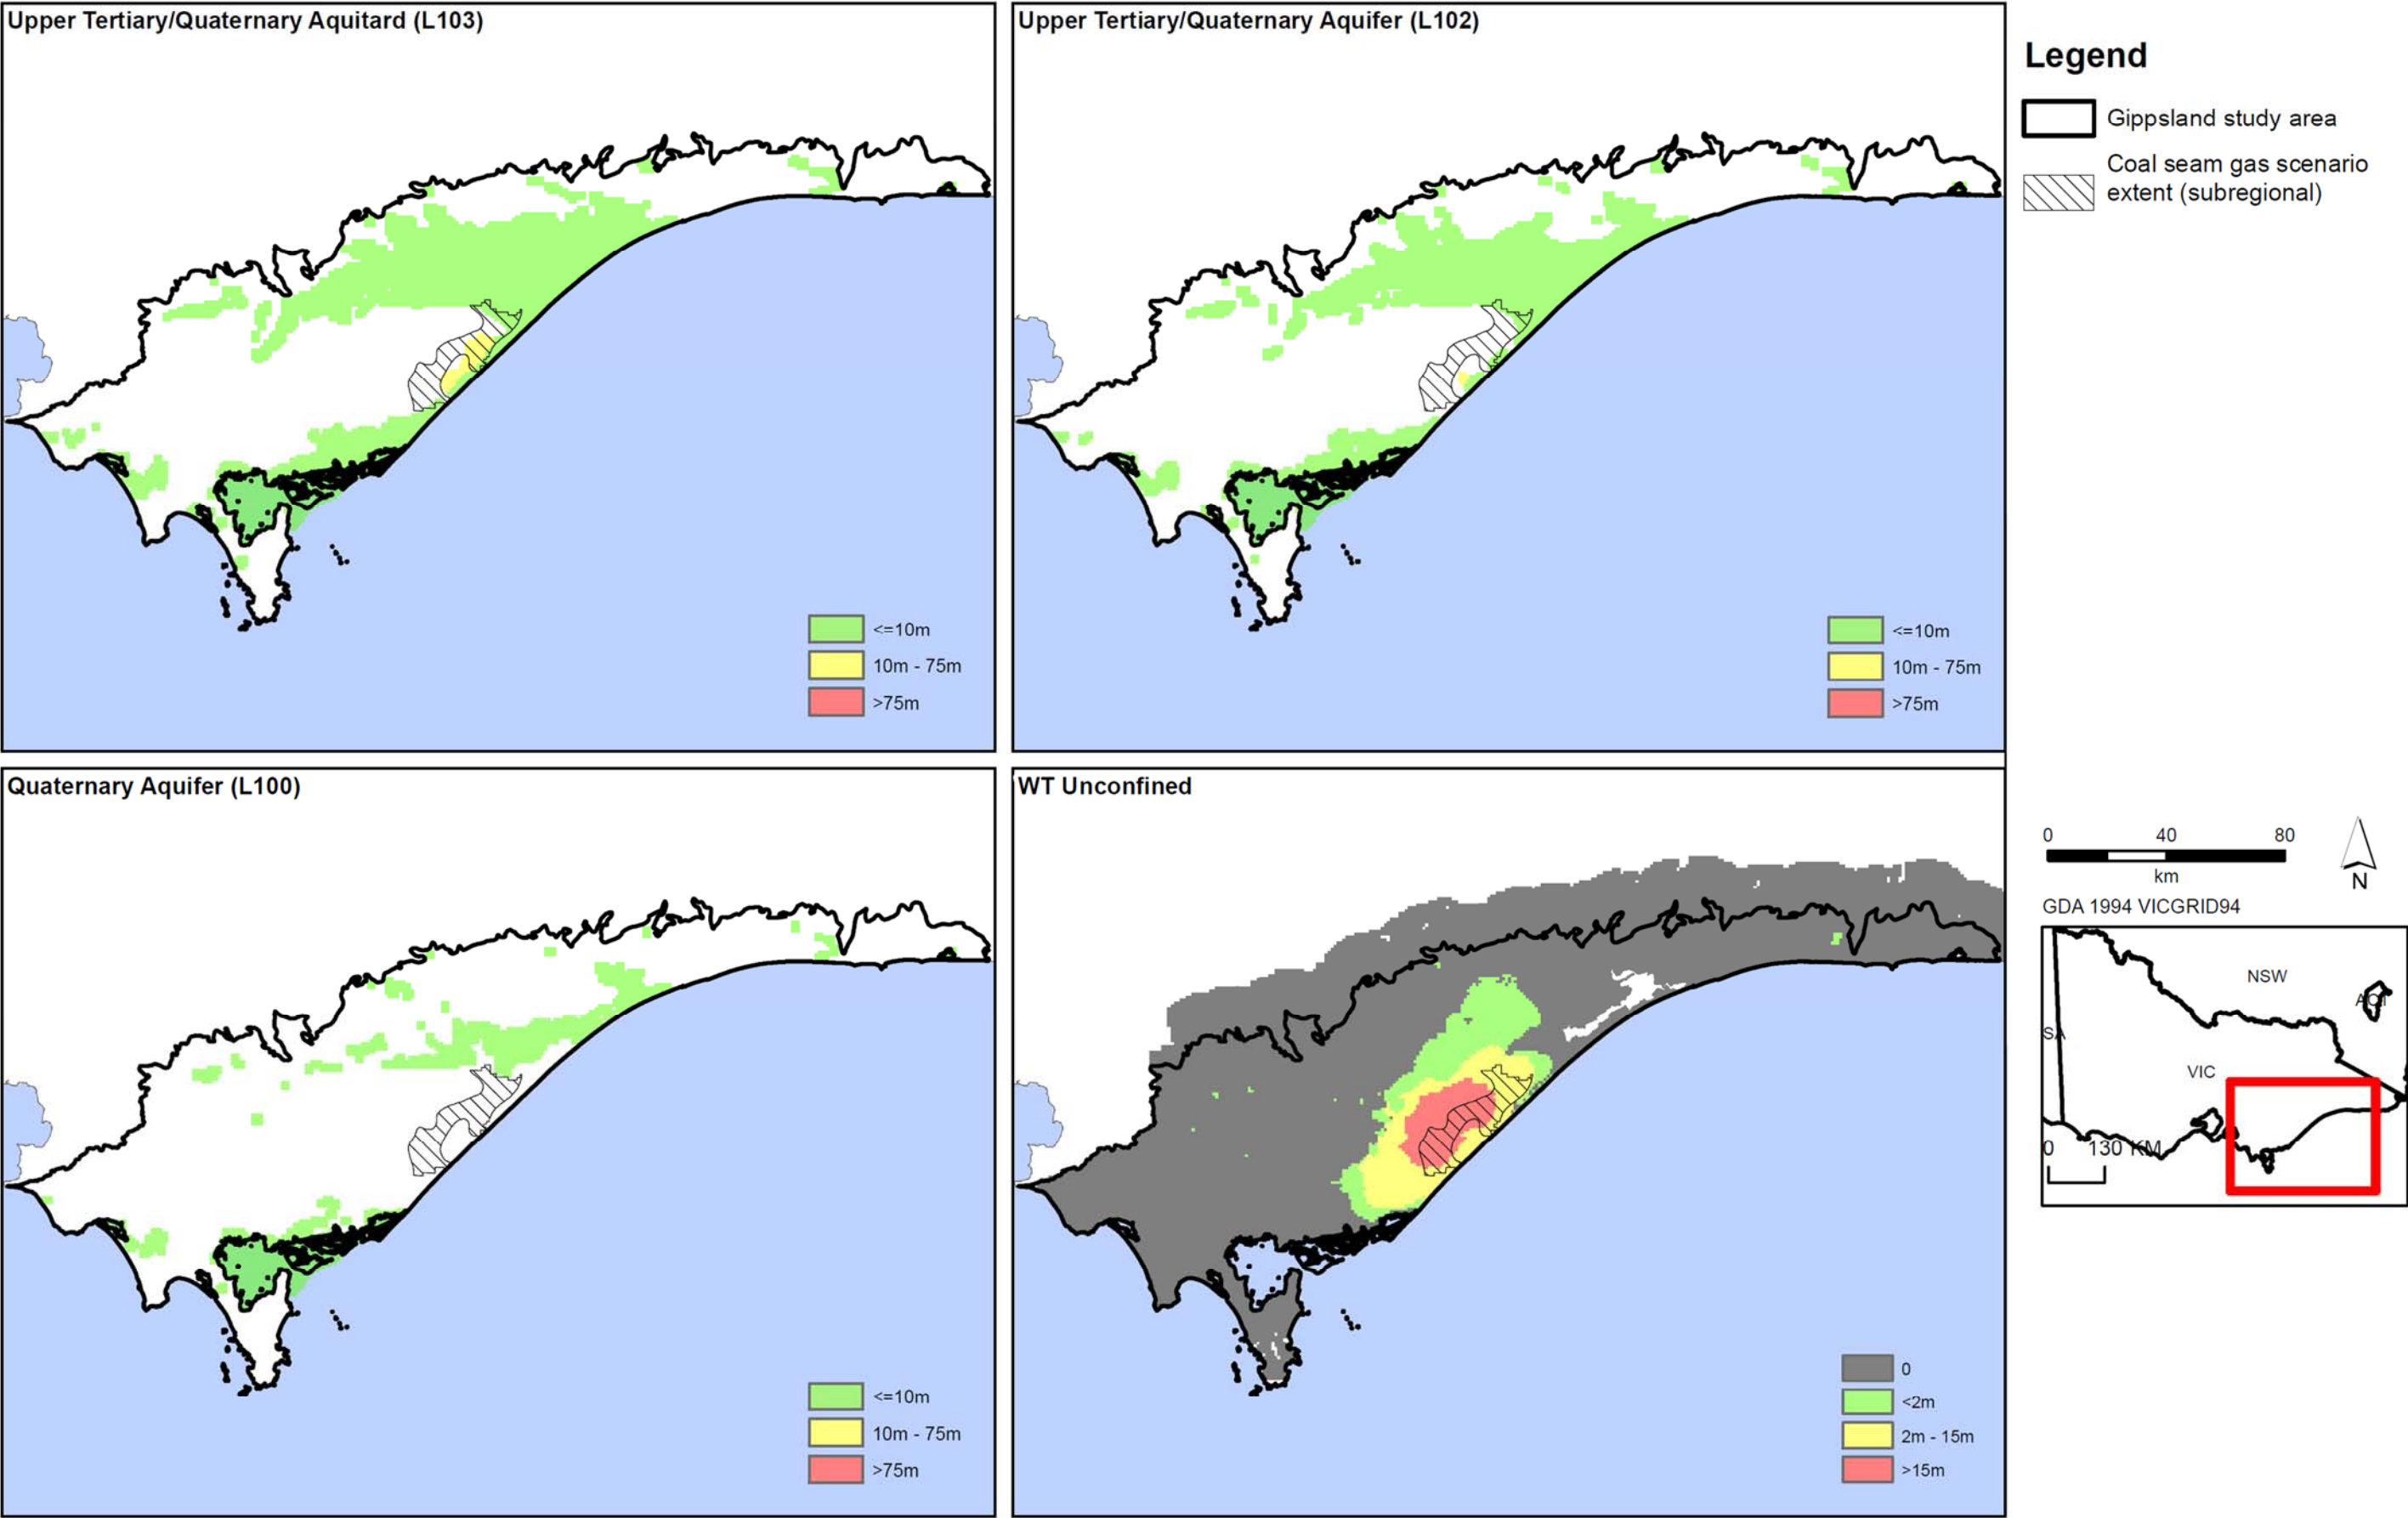 Upper Tertiary/Quaternary Aquitard (L103)
<=10m
10m - 75m
>75m
Upper Tertiary/Quaternary Aquifer (L102)
<=10m
10m - 75m
>75m
Legend
Gippsland study area
Coal seam gas scenario
extent (subregional)
Quaternary Aquifer (L100)
<=10m
10m - 75m
>75m
WT Unconfined
0
<2m
2m - 15m
>15m
0 40 80
km
N
GDA 1994 VICGRID94
NSW
ACT
SA
VIC
0 130 KM